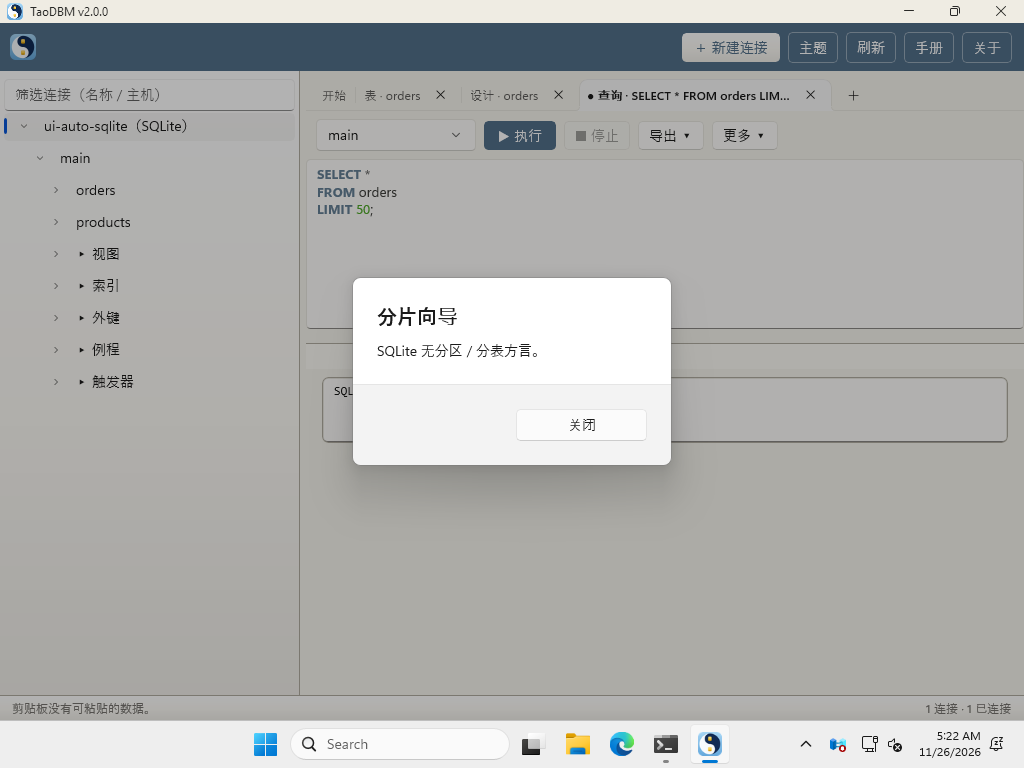 TaoDBM v2.0.0
+ 新建连接
主题
刷新
手册
关于
筛选连接（名称 / 主机）
开始
表 · orders
设计 · orders
• 查询 · SELECT * FROM orders LIM...
ui-auto-sqlite（SQLite）
main
执行
停止
导出
更多
main
SELECT *
FROM orders
LIMIT 50;
orders
products
视图
索引
外键
例程
触发器
分片向导
SQLite 无分区 / 分表方言。
SQL
关闭
剪贴板没有可粘贴的数据。
1 连接 · 1 已连接
Search
5:22 AM
11/26/2026